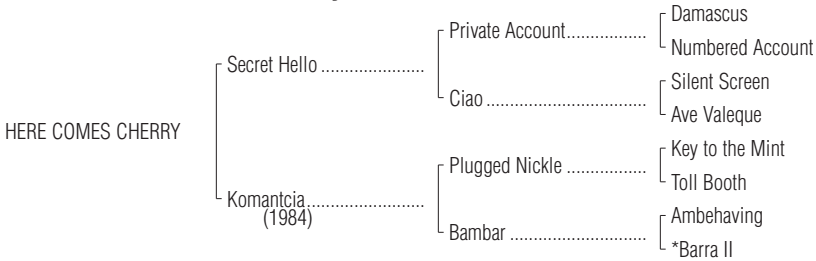 Damascus
Private Account.................
Numbered Account
Secret Hello ......................
Silent Screen
Ciao ..................................
Ave Valeque
HERE COMES CHERRY
Key to the Mint
Plugged Nickle .................
Toll Booth
Komantcia.........................
(1984)
Ambehaving
Bambar .............................
*Barra II